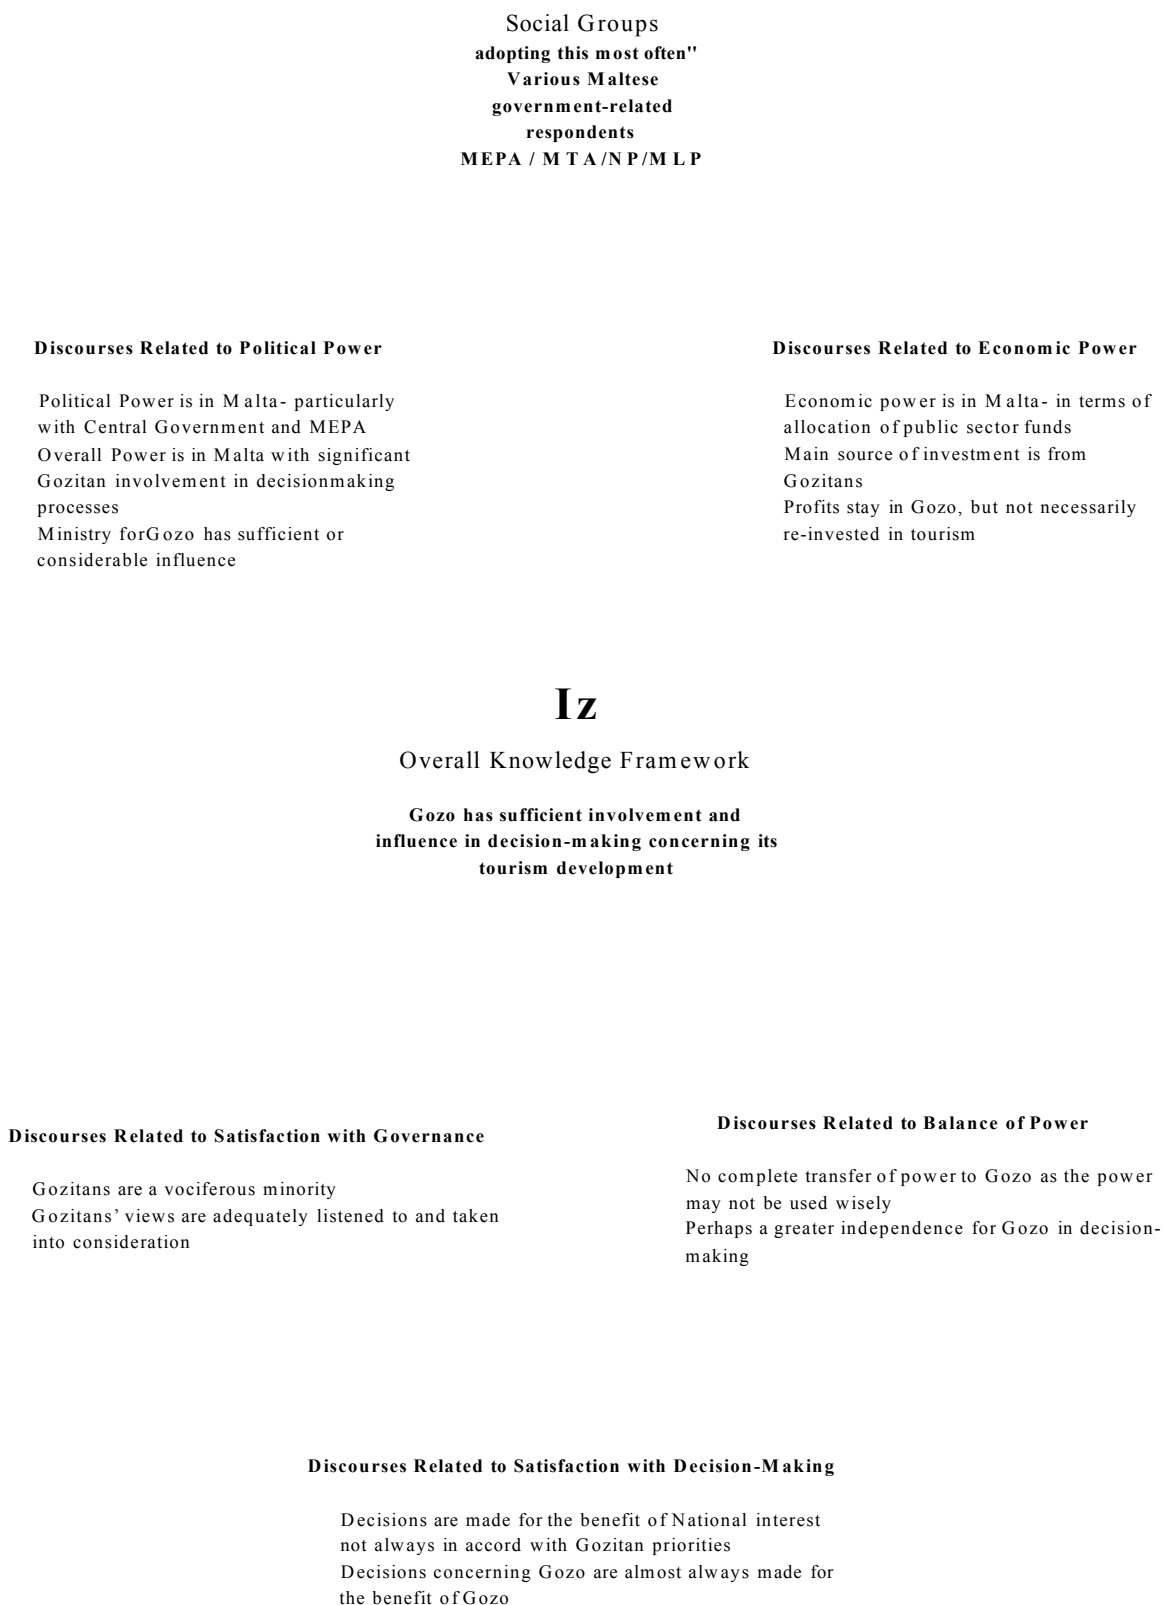 Social Groups
adopting this most often"
Various Maltese
government-related
respondents
MEPA / MTA/NP/MLP
Discourses Related to Political Power
Political Power is in Malta- particularly
with Central Government and MEPA
Overall Power is in Malta with significant
Gozitan involvement in decisionmaking
processes
Ministry forGozo has sufficient or
considerable influence
Discourses Related to Economic Power
Economic power is in Malta- in terms of
allocation of public sector funds
Main source of investment is from
Gozitans
Profits stay in Gozo, but not necessarily
re-invested in tourism
Iz
Overall Knowledge Framework
Gozo has sufficient involvement and
influence in decision-making concerning its
tourism development
Discourses Related to Satisfaction with Governance
Gozitans are a vociferous minority
Gozitans’ views are adequately listened to and taken
into consideration
Discourses Related to Balance of Power
No complete transfer of power to Gozo as the power
may not be used wisely
Perhaps a greater independence for Gozo in decision-
making
Discourses Related to Satisfaction with Decision-Making
Decisions are made for the benefit of National interest
not always in accord with Gozitan priorities
Decisions concerning Gozo are almost always made for
the benefit of Gozo